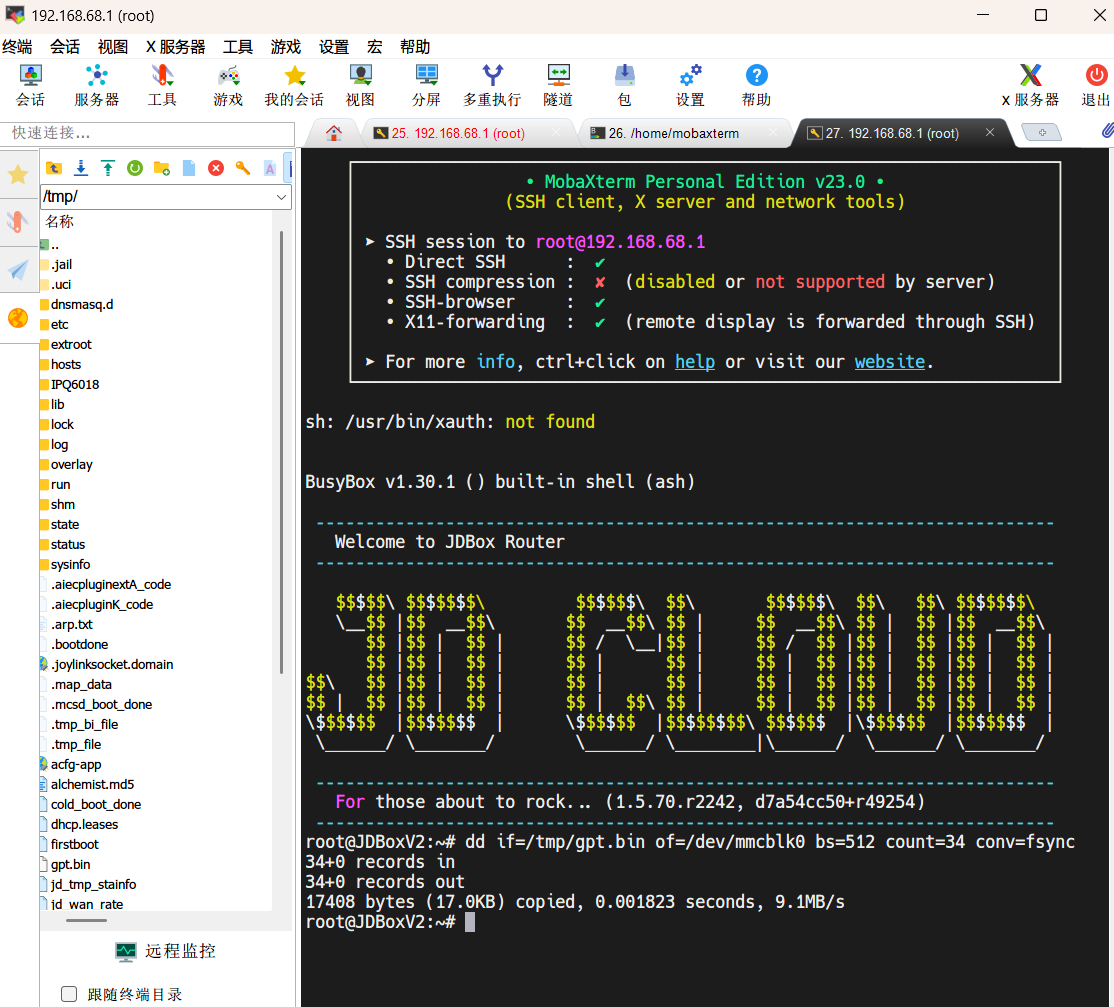 192.168.68.1 (root)
终端 会话 视图 X 服务器 工具 游戏 设置 宏 帮助
会话 服务器 工具 游戏 我的会话 视图 分屏 多重执行 隧道 包 设置 帮助 X 服务器 退出
快速连接...
25. 192.168.68.1 (root)
26. /home/mobaxterm
27. 192.168.68.1 (root)
/tmp/
名称
..
.jail
.uci
dnsmasq.d
etc
extroot
hosts
IPQ6018
lib
lock
log
overlay
run
shm
state
status
sysinfo
.aiecpluginextA_code
.aiecpluginK_code
.arp.txt
.bootdone
.joylinksocket.domain
.map_data
.mcsd_boot_done
.tmp_bi_file
.tmp_file
acfg-app
alchemist.md5
cold_boot_done
dhcp.leases
firstboot
gpt.bin
jd_tmp_stainfo
jd_wan_rate
远程监控
跟随终端目录
• MobaXterm Personal Edition v23.0 •
(SSH client, X server and network tools)
➤ SSH session to root@192.168.68.1
• Direct SSH : ✔
• SSH compression : ✘ (disabled or not supported by server)
• SSH-browser : ✔
• X11-forwarding : ✔ (remote display is forwarded through SSH)
➤ For more info, ctrl+click on help or visit our website.
sh: /usr/bin/xauth: not found
BusyBox v1.30.1 () built-in shell (ash)
Welcome to JDBox Router
JD CLOUD
For those about to rock... (1.5.70.r2242, d7a54cc50+r49254)
root@JDBoxV2:~# dd if=/tmp/gpt.bin of=/dev/mmcblk0 bs=512 count=34 conv=fsync
34+0 records in
34+0 records out
17408 bytes (17.0KB) copied, 0.001823 seconds, 9.1MB/s
root@JDBoxV2:~#